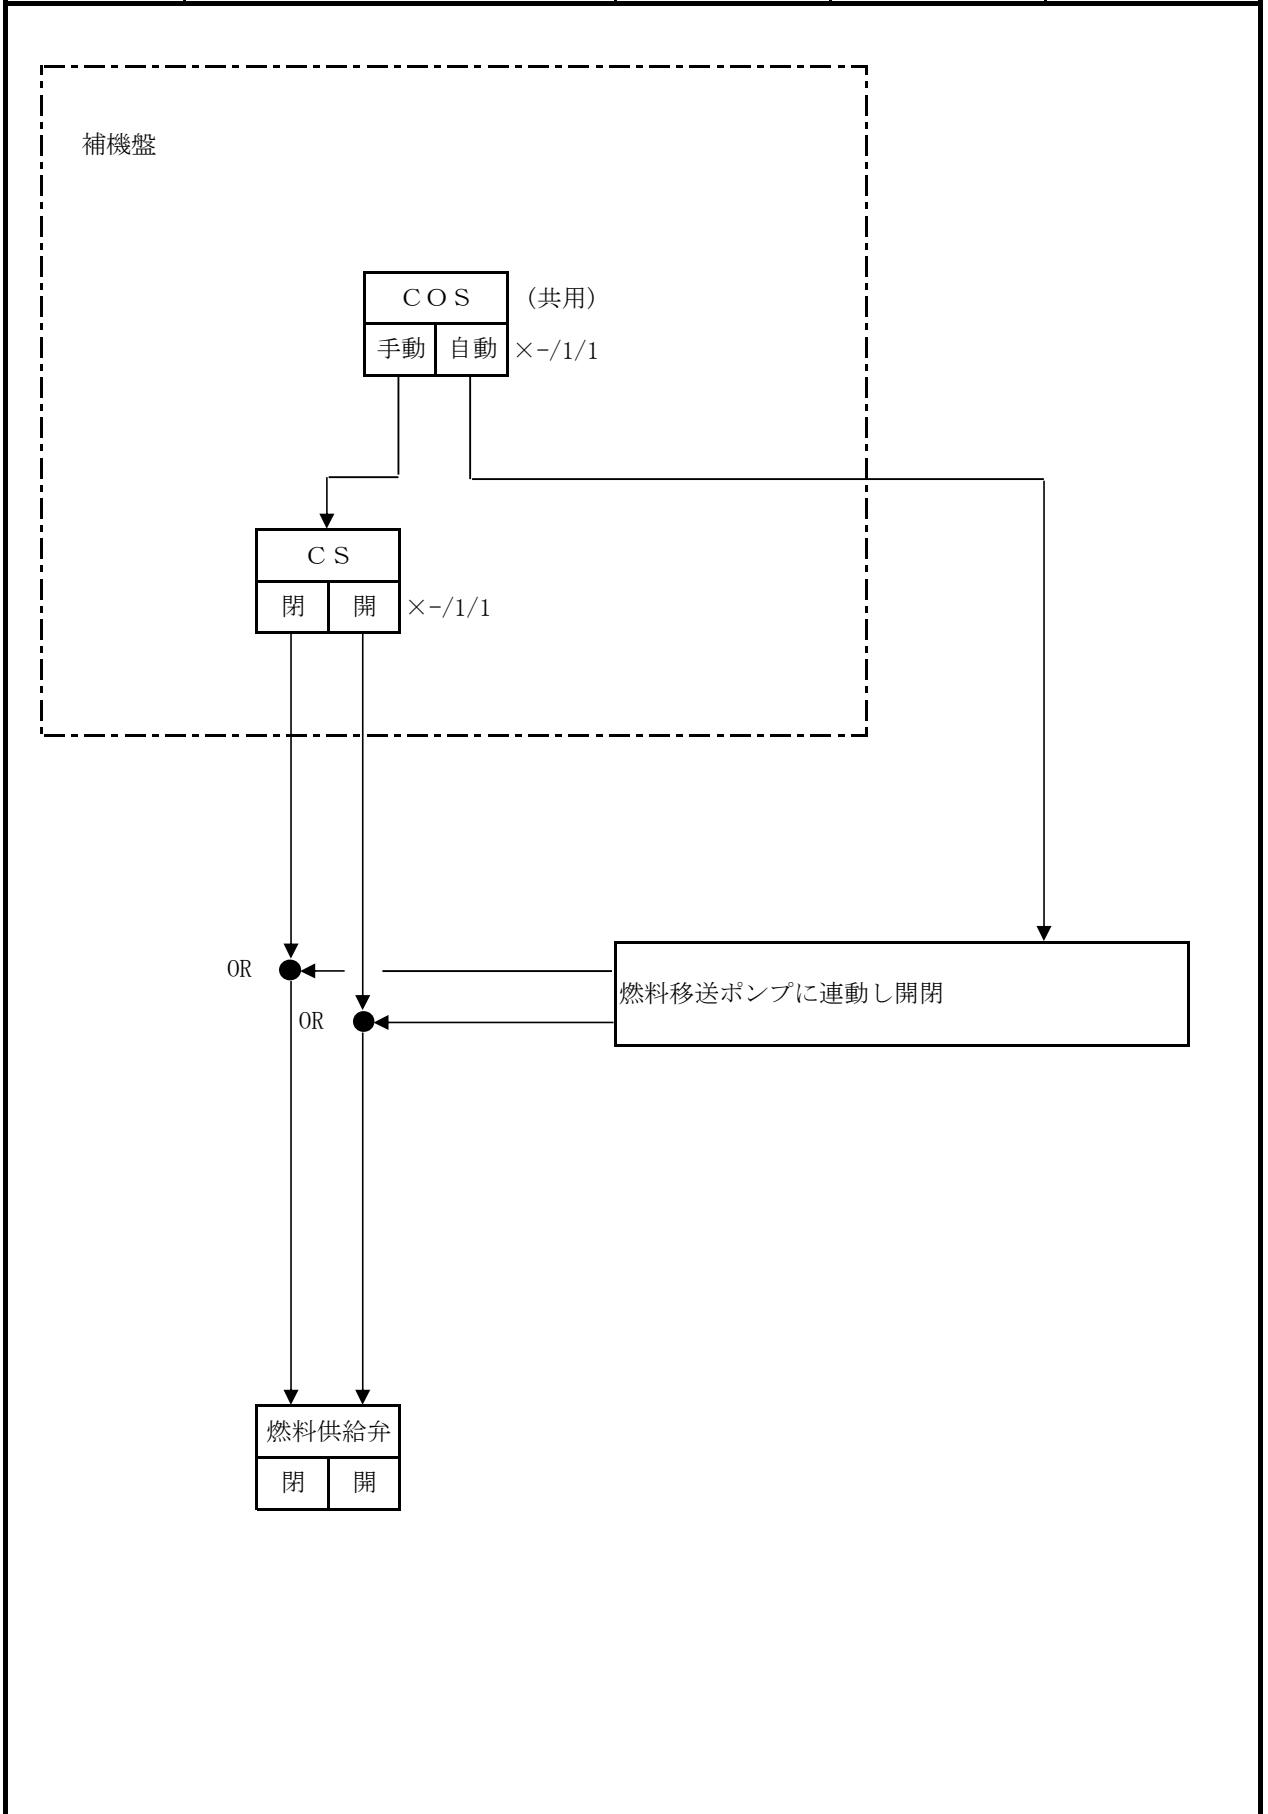 補機盤
ＣＯＳ （共用）
手動 自動 ×-/1/1
ＣＳ
閉 開 ×-/1/1
OR
燃料移送ポンプに連動し開閉
OR
燃料供給弁
閉 開